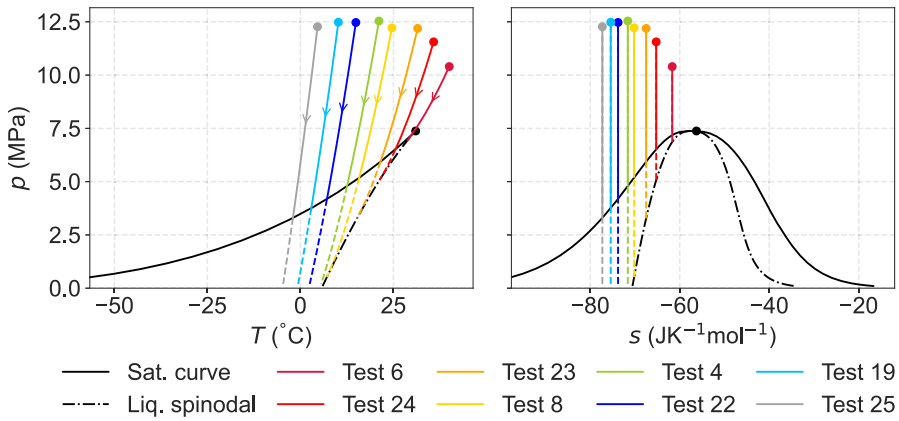 12.5
10.0
7.5
5.0
2.5
0.0
p (MPa)
−50
−25
0
25
T (°C)
−80
−60
−40
−20
s (JK⁻¹mol⁻¹)
Sat. curve
Test 6
Test 23
Test 4
Test 19
Liq. spinodal
Test 24
Test 8
Test 22
Test 25